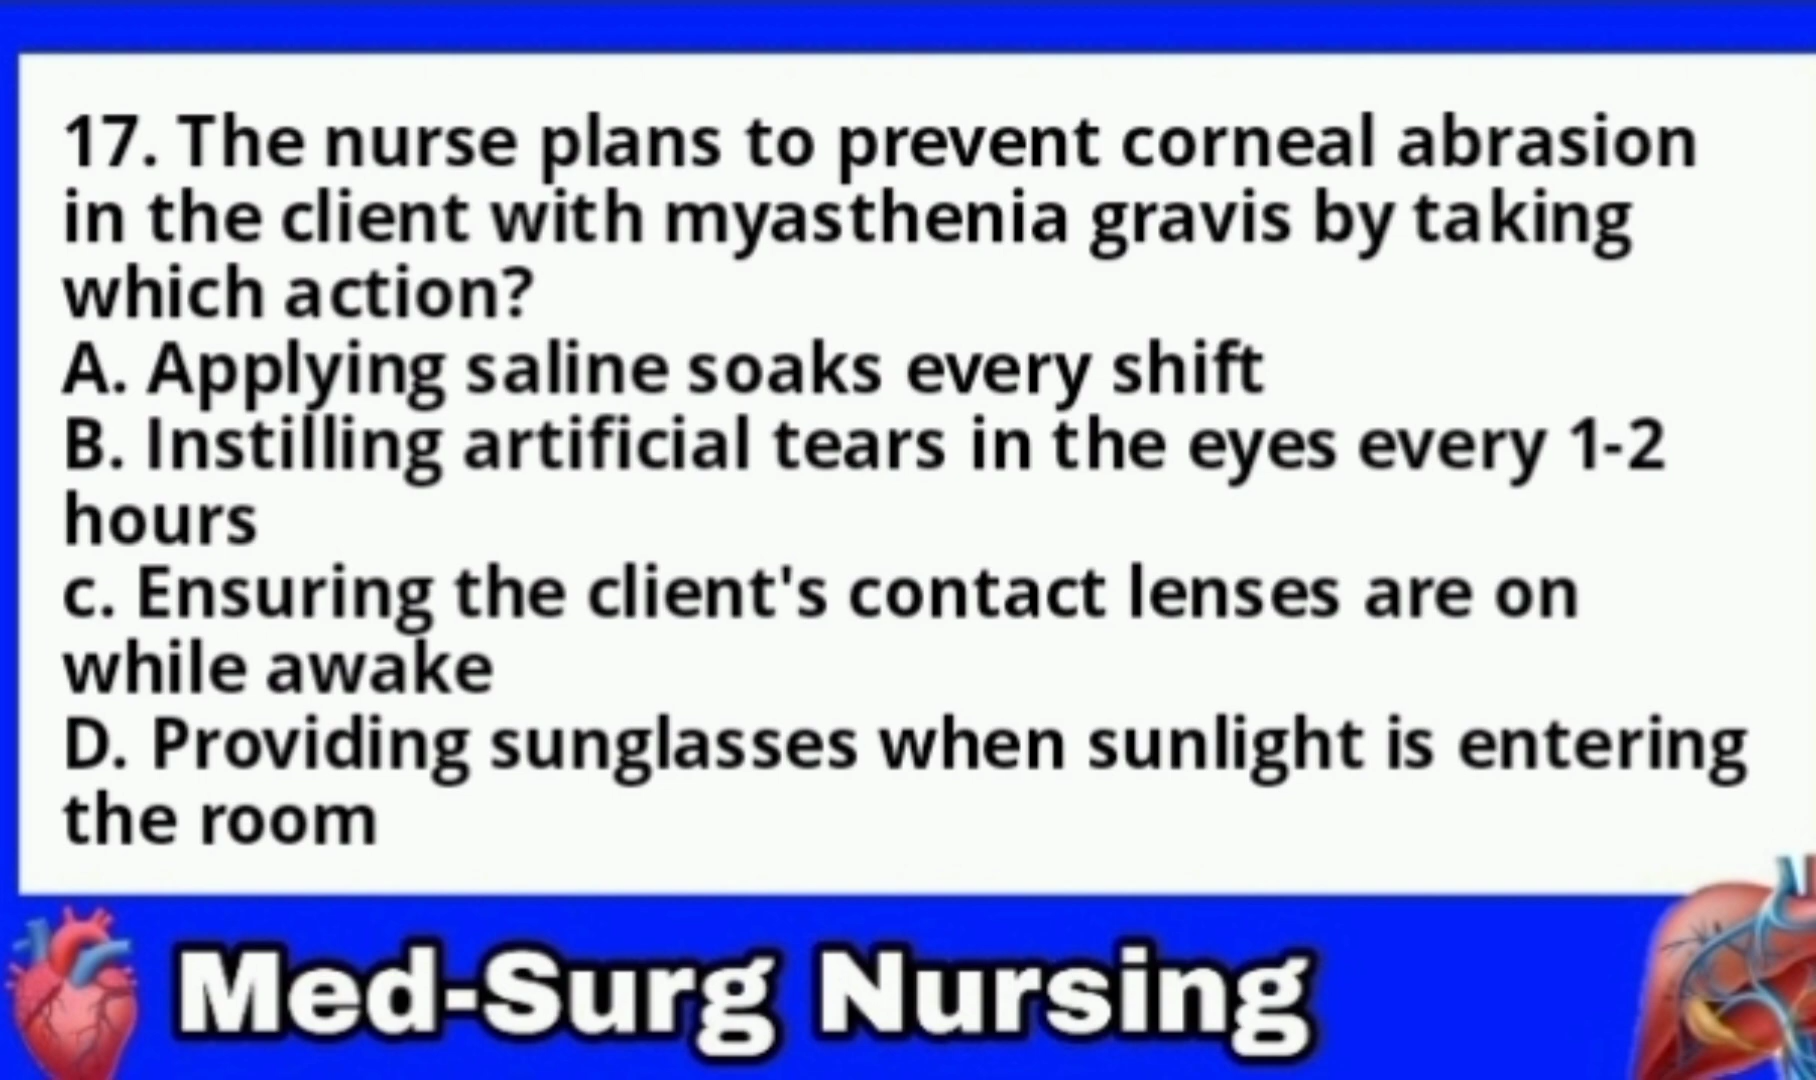 17. The nurse plans to prevent corneal abrasion
in the client with myasthenia gravis by taking
which action?
A. Applying saline soaks every shift
B. Instilling artificial tears in the eyes every 1-2
hours
c. Ensuring the client's contact lenses are on
while awake
D. Providing sunglasses when sunlight is entering
the room
Med-Surg Nursing